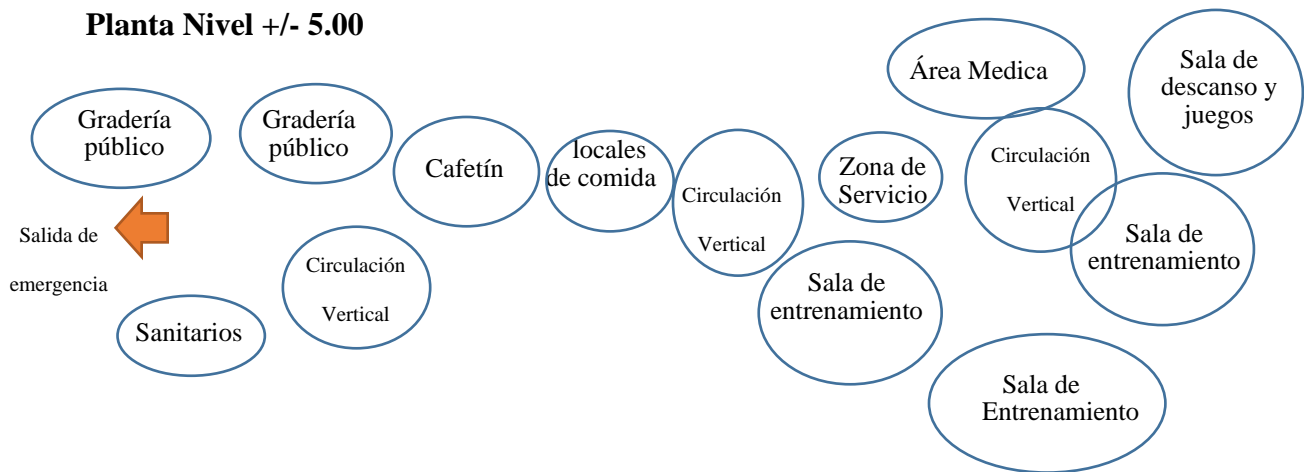 Planta Nivel +/- 5.00
Gradería
público
Gradería
público
Cafetín
locales
de comida
Circulación
Vertical
Zona de
Servicio
Área Medica
Circulación
Vertical
Sala de
descanso y
juegos
Sala de
entrenamiento
Salida de
emergencia
Sanitarios
Circulación
Vertical
Sala de
entrenamiento
Sala de
Entrenamiento